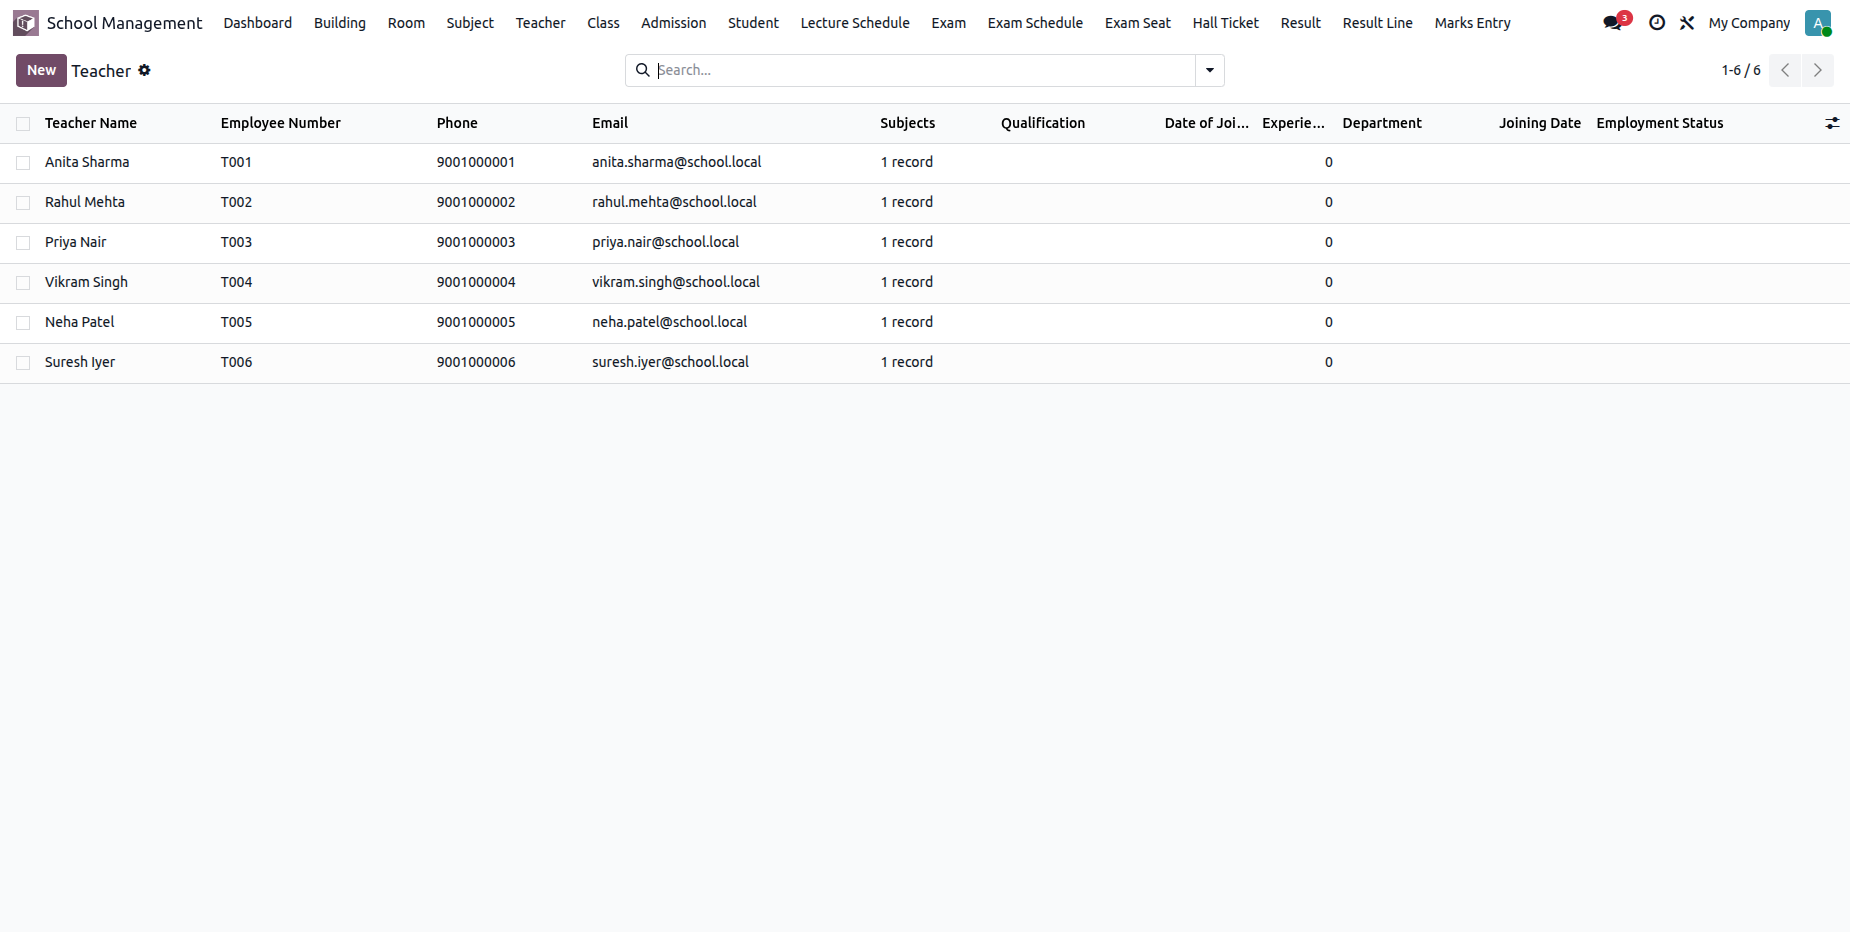 School Management Dashboard Building Room Subject Teacher Class Admission Student Lecture Schedule Exam Exam Schedule Exam Seat Hall Ticket Result Result Line Marks Entry 3 My Company A
New Teacher Search... 1-6 / 6
Teacher Name Employee Number Phone Email Subjects Qualification Date of Joi... Experie... Department Joining Date Employment Status
Anita Sharma T001 9001000001 anita.sharma@school.local 1 record 0
Rahul Mehta T002 9001000002 rahul.mehta@school.local 1 record 0
Priya Nair T003 9001000003 priya.nair@school.local 1 record 0
Vikram Singh T004 9001000004 vikram.singh@school.local 1 record 0
Neha Patel T005 9001000005 neha.patel@school.local 1 record 0
Suresh Iyer T006 9001000006 suresh.iyer@school.local 1 record 0